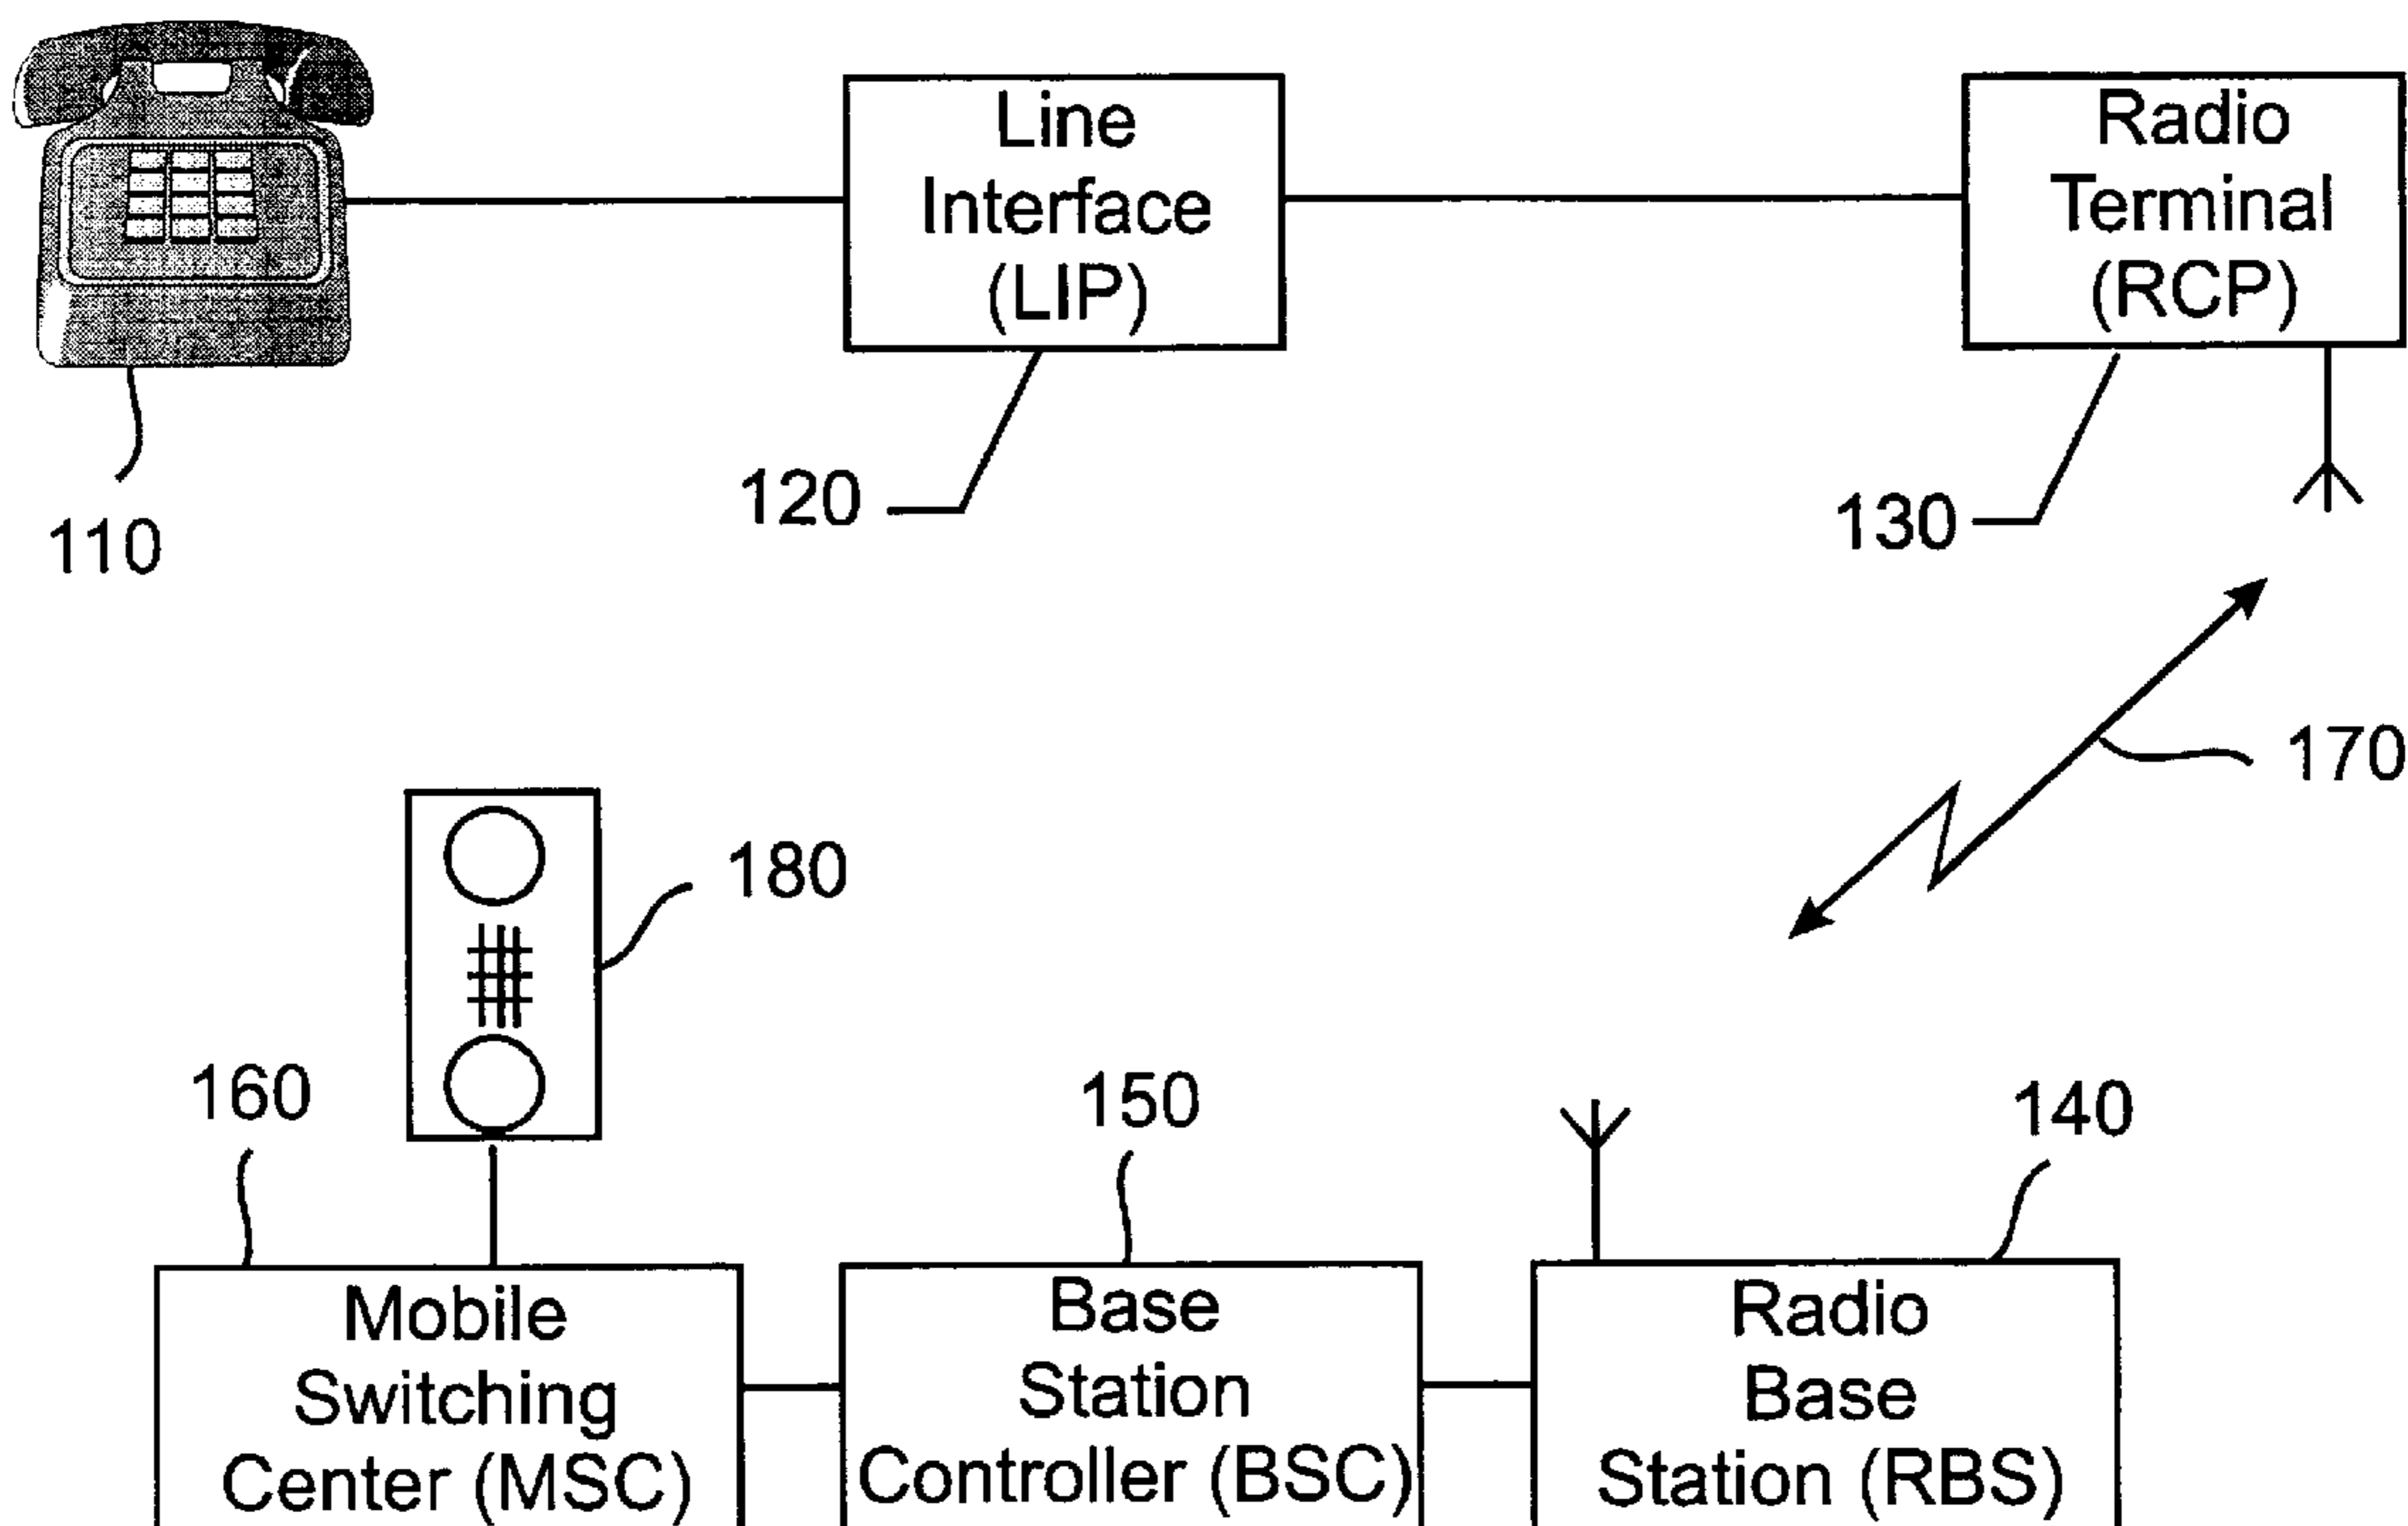 Line
Interface
(LIP)
Radio
Terminal
(RCP)
110
120
130
170
180
160
150
140
Mobile
Switching
Center (MSC)
Base
Station
Controller (BSC)
Radio
Base
Station (RBS)